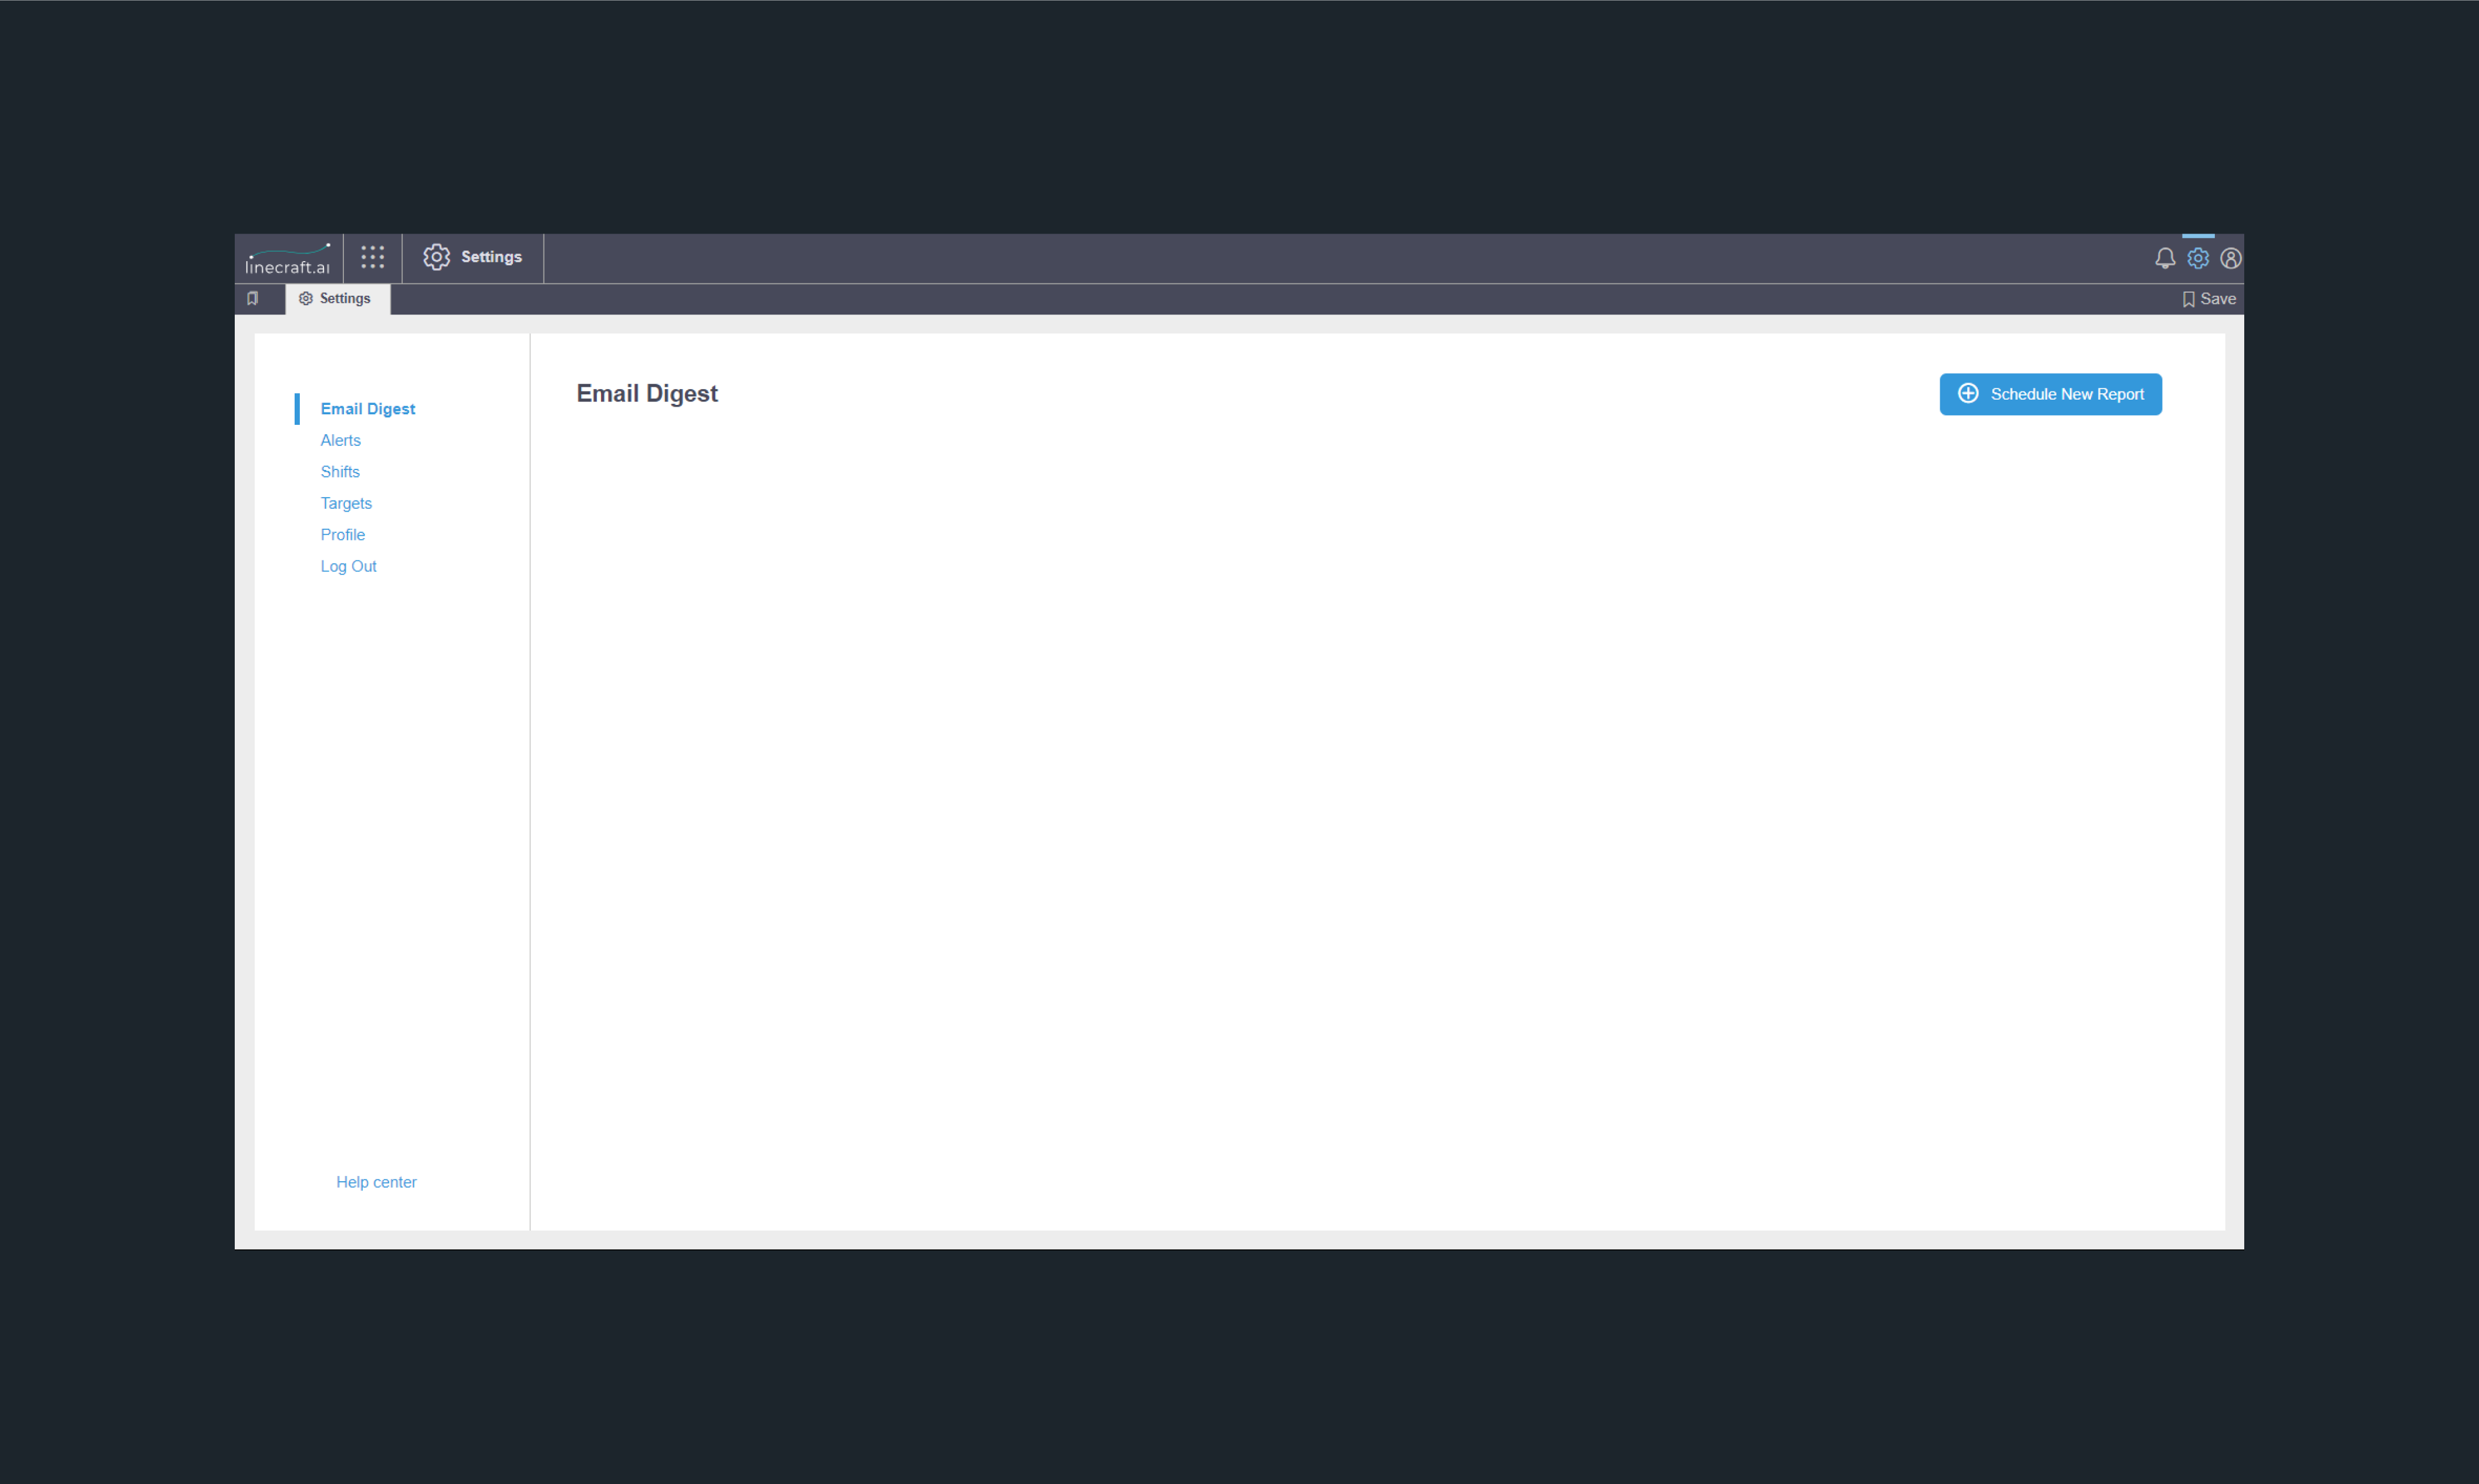 linecraft.ai
Settings
Settings
Save
Email Digest
Alerts
Shifts
Targets
Profile
Log Out
Help center
Email Digest
Schedule New Report